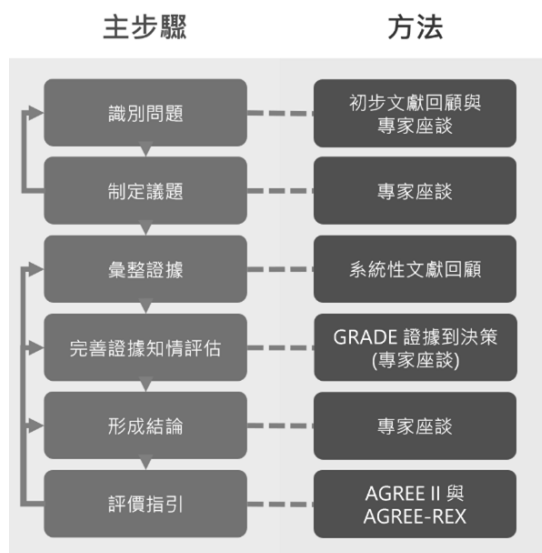 主步驟
方法
識別問題
初步文獻回顧與
專家座談
制定議題
專家座談
彙整證據
系統性文獻回顧
完善證據知情評估
GRADE 證據到決策
(專家座談)
形成結論
專家座談
評價指引
AGREE II 與
AGREE-REX